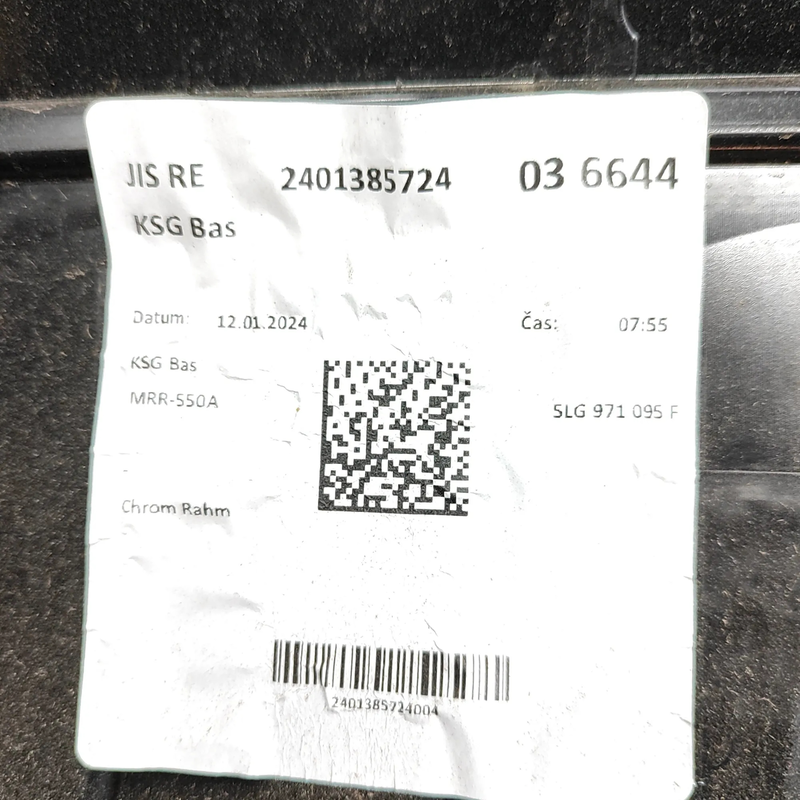 JIS RE 2401385724 03 6644
KSG Bas
Datum: 12.01.2024 Čas: 07:55
KSG Bas
MRR-550A 5LG 971 095 F
Chrom Rahm
2401385724004